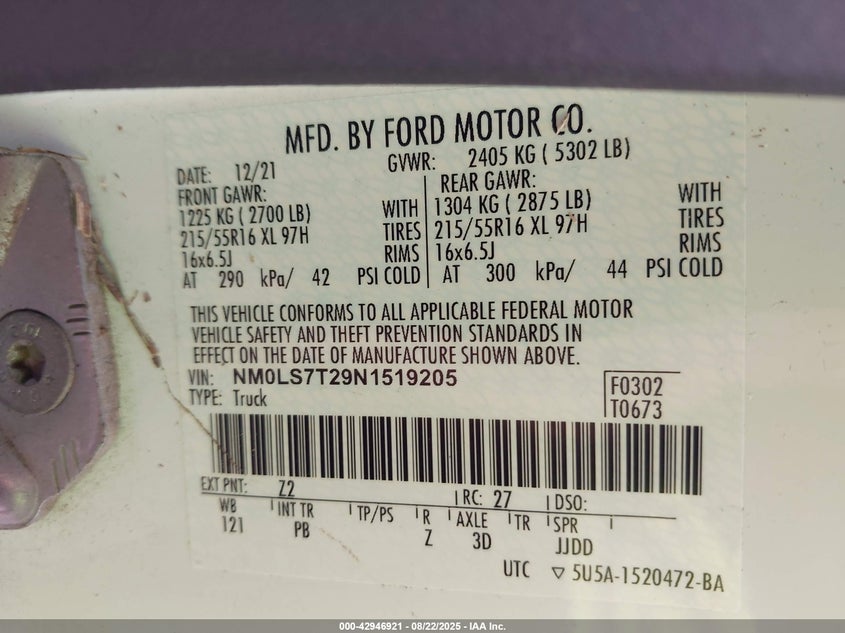 MFD. BY FORD MOTOR CO.
DATE: 12/21 GVWR: 2405 KG ( 5302 LB)
FRONT GAWR: REAR GAWR:
1225 KG ( 2700 LB) WITH 1304 KG ( 2875 LB) WITH
215/55R16 XL 97H TIRES 215/55R16 XL 97H TIRES
16x6.5J RIMS 16x6.5J RIMS
AT 290 kPa/ 42 PSI COLD AT 300 kPa/ 44 PSI COLD
THIS VEHICLE CONFORMS TO ALL APPLICABLE FEDERAL MOTOR
VEHICLE SAFETY AND THEFT PREVENTION STANDARDS IN
EFFECT ON THE DATE OF MANUFACTURE SHOWN ABOVE.
VIN: NM0LS7T29N1519205
TYPE: Truck
F0302
T0673
EXT PNT: Z2 RC: 27 DSO:
WB INT TR TP/PS R AXLE TR SPR
121 PB Z 3D JJDD
UTC ▽ 5U5A-1520472-BA
000-42946921 - 08/22/2025 - IAA Inc.